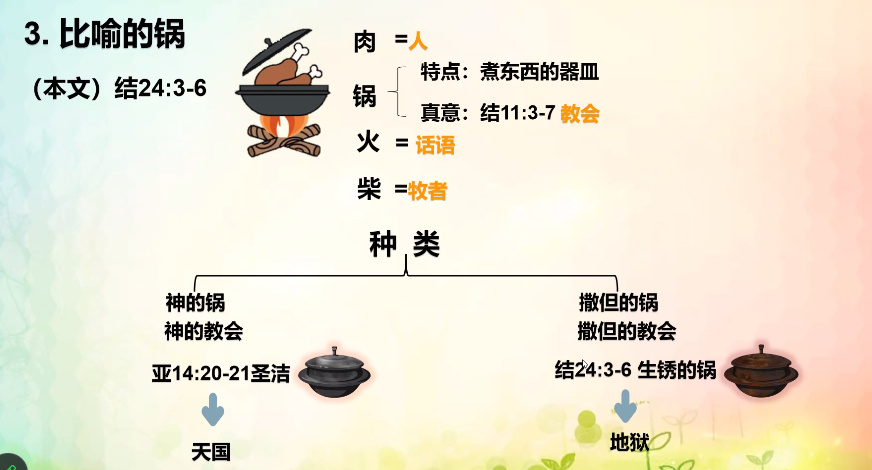 3. 比喻的锅
（本文）结24:3-6
肉 =人
锅
特点：煮东西的器皿
真意：结11:3-7 教会
火 = 话语
柴 =牧者
种 类
神的锅
神的教会
亚14:20-21圣洁
天国
撒但的锅
撒但的教会
结24:3-6 生锈的锅
地狱